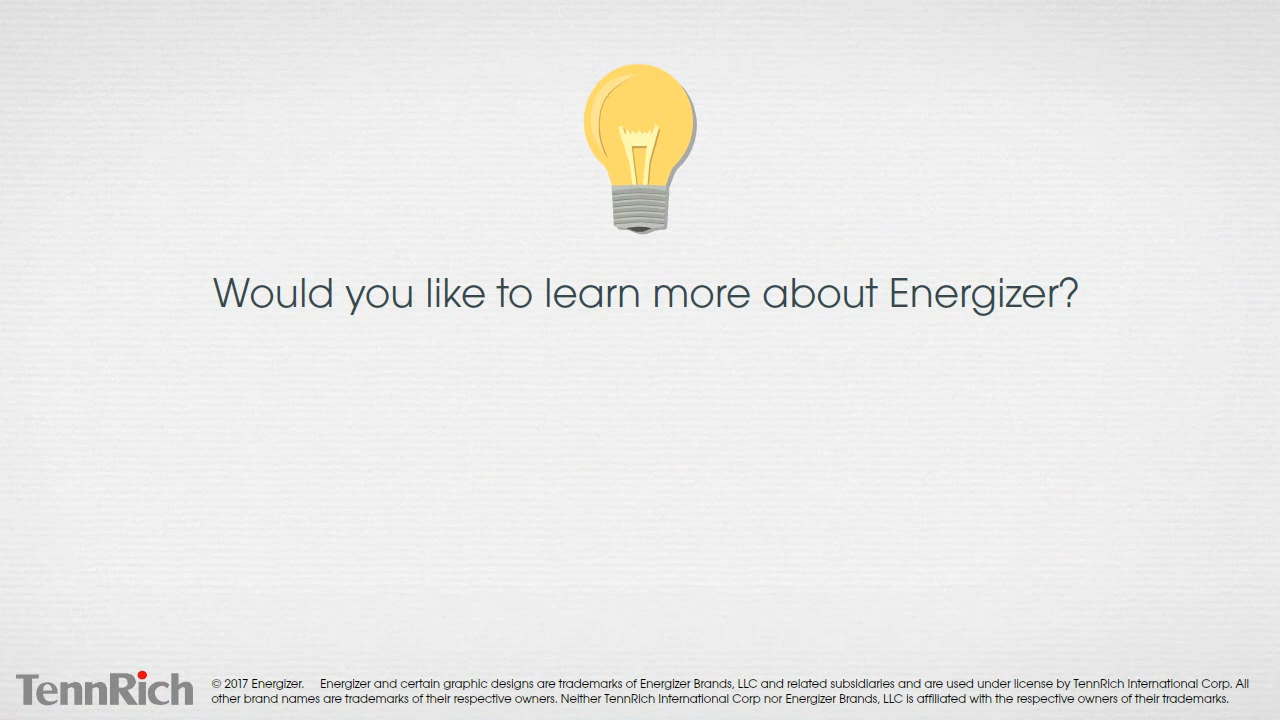 Would you like to learn more about Energizer?
TennRich
© 2017 Energizer. Energizer and certain graphic designs are trademarks of Energizer Brands, LLC and related subsidiaries and are used under license by TennRich International Corp. All
other brand names are trademarks of their respective owners. Neither TennRich International Corp nor Energizer Brands, LLC is affiliated with the respective owners of their trademarks.